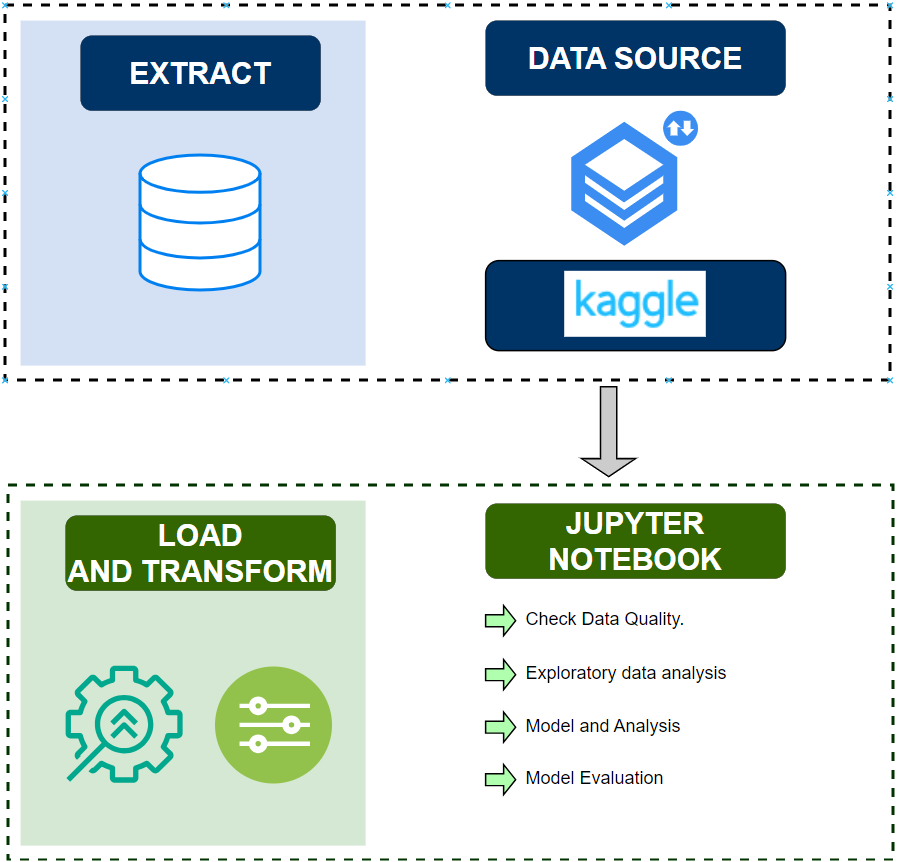 EXTRACT
DATA SOURCE
kaggle
LOAD
AND TRANSFORM
JUPYTER
NOTEBOOK
Check Data Quality.
Exploratory data analysis
Model and Analysis
Model Evaluation